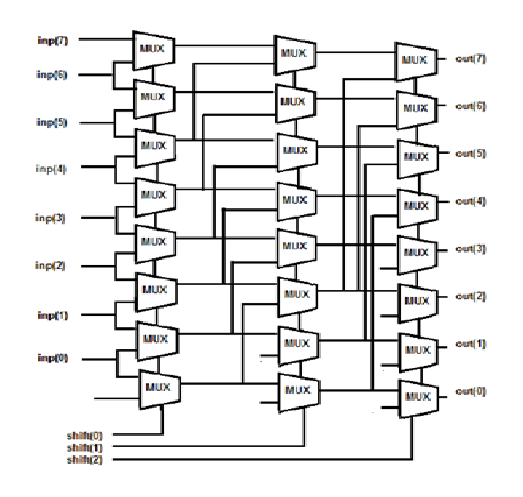 inp(7) MUX MUX MUX out(7)
inp(6) MUX MUX MUX out(6)
inp(5) MUX MUX MUX out(5)
inp(4) MUX MUX MUX out(4)
inp(3) MUX MUX MUX out(3)
inp(2) MUX MUX MUX out(2)
inp(1) MUX MUX MUX out(1)
inp(0) MUX MUX MUX out(0)
shift(0)
shift(1)
shift(2)